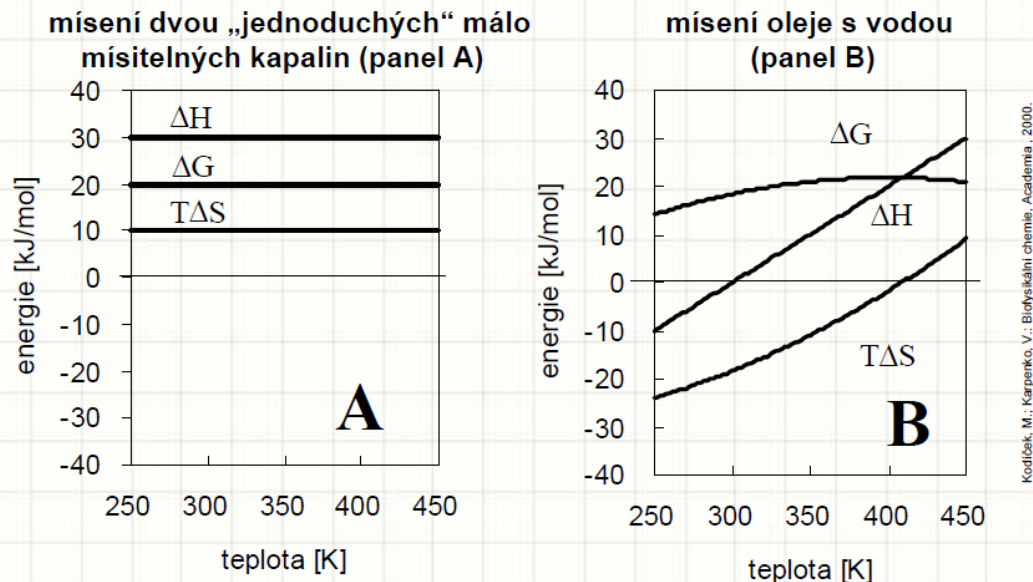 mísení dvou „jednoduchých“ málo
mísitelných kapalin (panel A)
energie [kJ/mol]
40
30
20
10
0
-10
-20
-30
-40
ΔH
ΔG
TΔS
A
250 300 350 400 450
teplota [K]
mísení oleje s vodou
(panel B)
energie [kJ/mol]
40
30
20
10
0
-10
-20
-30
-40
ΔG
ΔH
TΔS
B
250 300 350 400 450
teplota [K]
Kodíček, M.; Karpenko, V.: Biofysikální chemie, Academia , 2000.